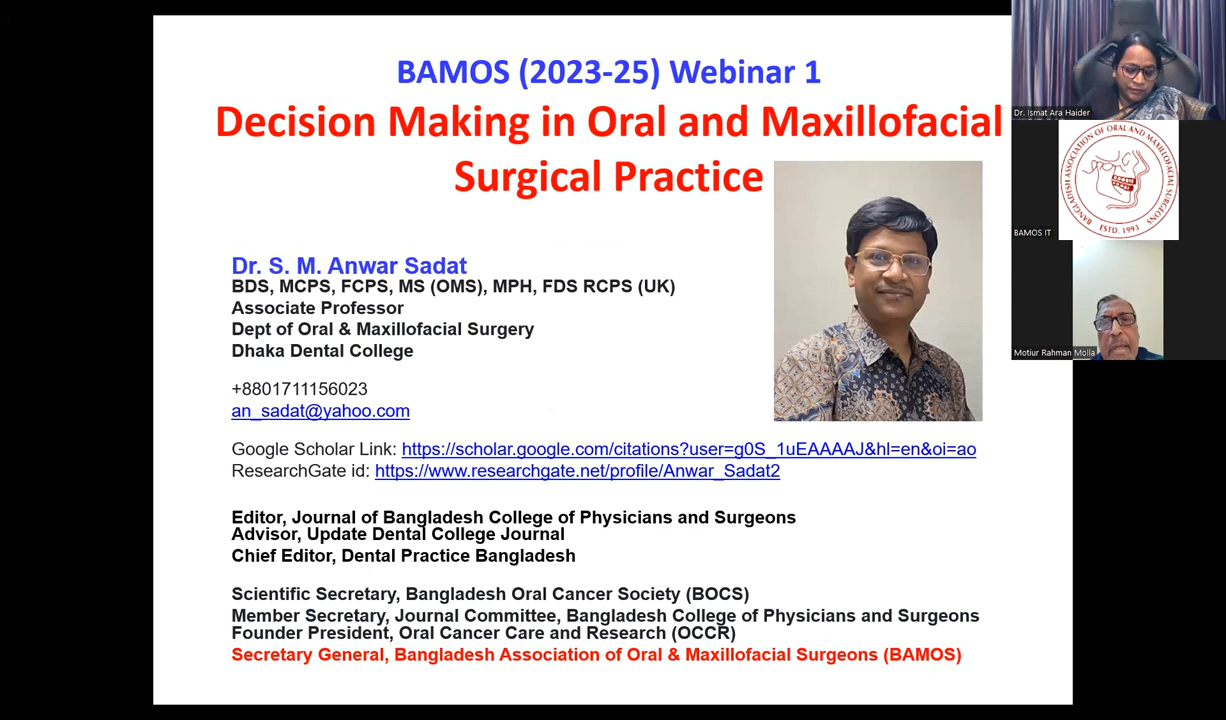 BAMOS (2023-25) Webinar 1
Decision Making in Oral and Maxillofacial
Surgical Practice
Dr. S. M. Anwar Sadat
BDS, MCPS, FCPS, MS (OMS), MPH, FDS RCPS (UK)
Associate Professor
Dept of Oral & Maxillofacial Surgery
Dhaka Dental College
+8801711156023
an_sadat@yahoo.com
Google Scholar Link: https://scholar.google.com/citations?user=g0S_1uEAAAAJ&hl=en&oi=ao
ResearchGate id: https://www.researchgate.net/profile/Anwar_Sadat2
Editor, Journal of Bangladesh College of Physicians and Surgeons
Advisor, Update Dental College Journal
Chief Editor, Dental Practice Bangladesh
Scientific Secretary, Bangladesh Oral Cancer Society (BOCS)
Member Secretary, Journal Committee, Bangladesh College of Physicians and Surgeons
Founder President, Oral Cancer Care and Research (OCCR)
Secretary General, Bangladesh Association of Oral & Maxillofacial Surgeons (BAMOS)
Dr. Ismat Ara Haider
BANGLADESH ASSOCIATION OF ORAL AND MAXILLOFACIAL SURGEONS
ESTD. 1993
BAMOS IT
Motiur Rahman Molla